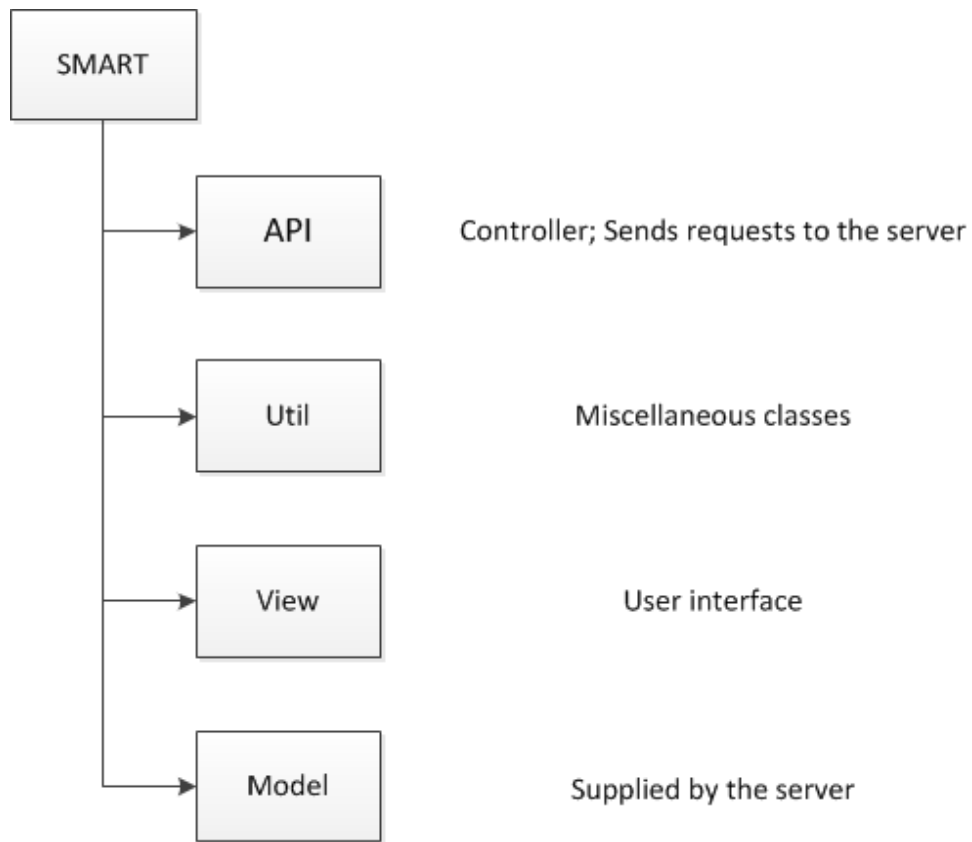 SMART
API
Controller; Sends requests to the server
Util
Miscellaneous classes
View
User interface
Model
Supplied by the server